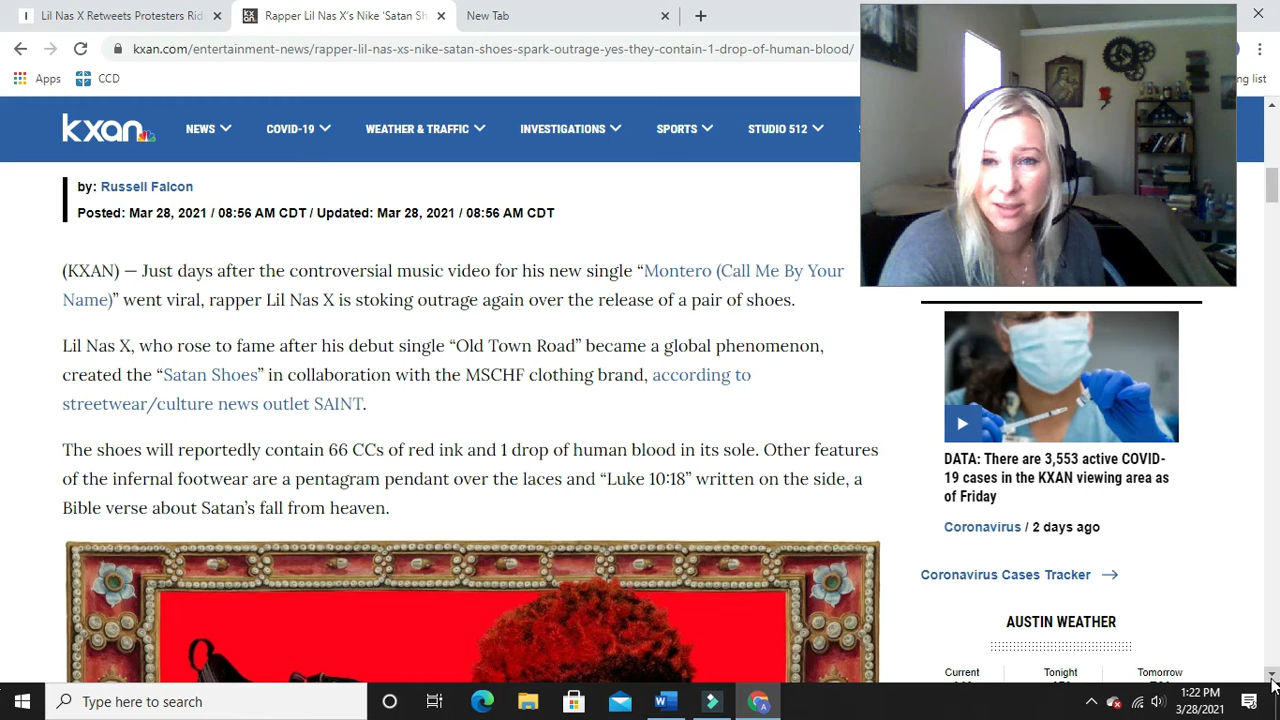 Lil Nas X Retweets Protesters Rid
Rapper Lil Nas X's Nike 'Satan Sh
New Tab
kxan.com/entertainment-news/rapper-lil-nas-xs-nike-satan-shoes-spark-outrage-yes-they-contain-1-drop-of-human-blood/
Apps
CCD
ng list
kxan
NEWS
COVID-19
WEATHER & TRAFFIC
INVESTIGATIONS
SPORTS
STUDIO 512
by: Russell Falcon
Posted: Mar 28, 2021 / 08:56 AM CDT / Updated: Mar 28, 2021 / 08:56 AM CDT
(KXAN) — Just days after the controversial music video for his new single “Montero (Call Me By Your
Name)” went viral, rapper Lil Nas X is stoking outrage again over the release of a pair of shoes.
Lil Nas X, who rose to fame after his debut single “Old Town Road” became a global phenomenon,
created the “Satan Shoes” in collaboration with the MSCHF clothing brand, according to
streetwear/culture news outlet SAINT.
The shoes will reportedly contain 66 CCs of red ink and 1 drop of human blood in its sole. Other features
of the infernal footwear are a pentagram pendant over the laces and “Luke 10:18” written on the side, a
Bible verse about Satan’s fall from heaven.
DATA: There are 3,553 active COVID-
19 cases in the KXAN viewing area as
of Friday
Coronavirus / 2 days ago
Coronavirus Cases Tracker
AUSTIN WEATHER
Current
Tonight
Tomorrow
Type here to search
1:22 PM
3/28/2021